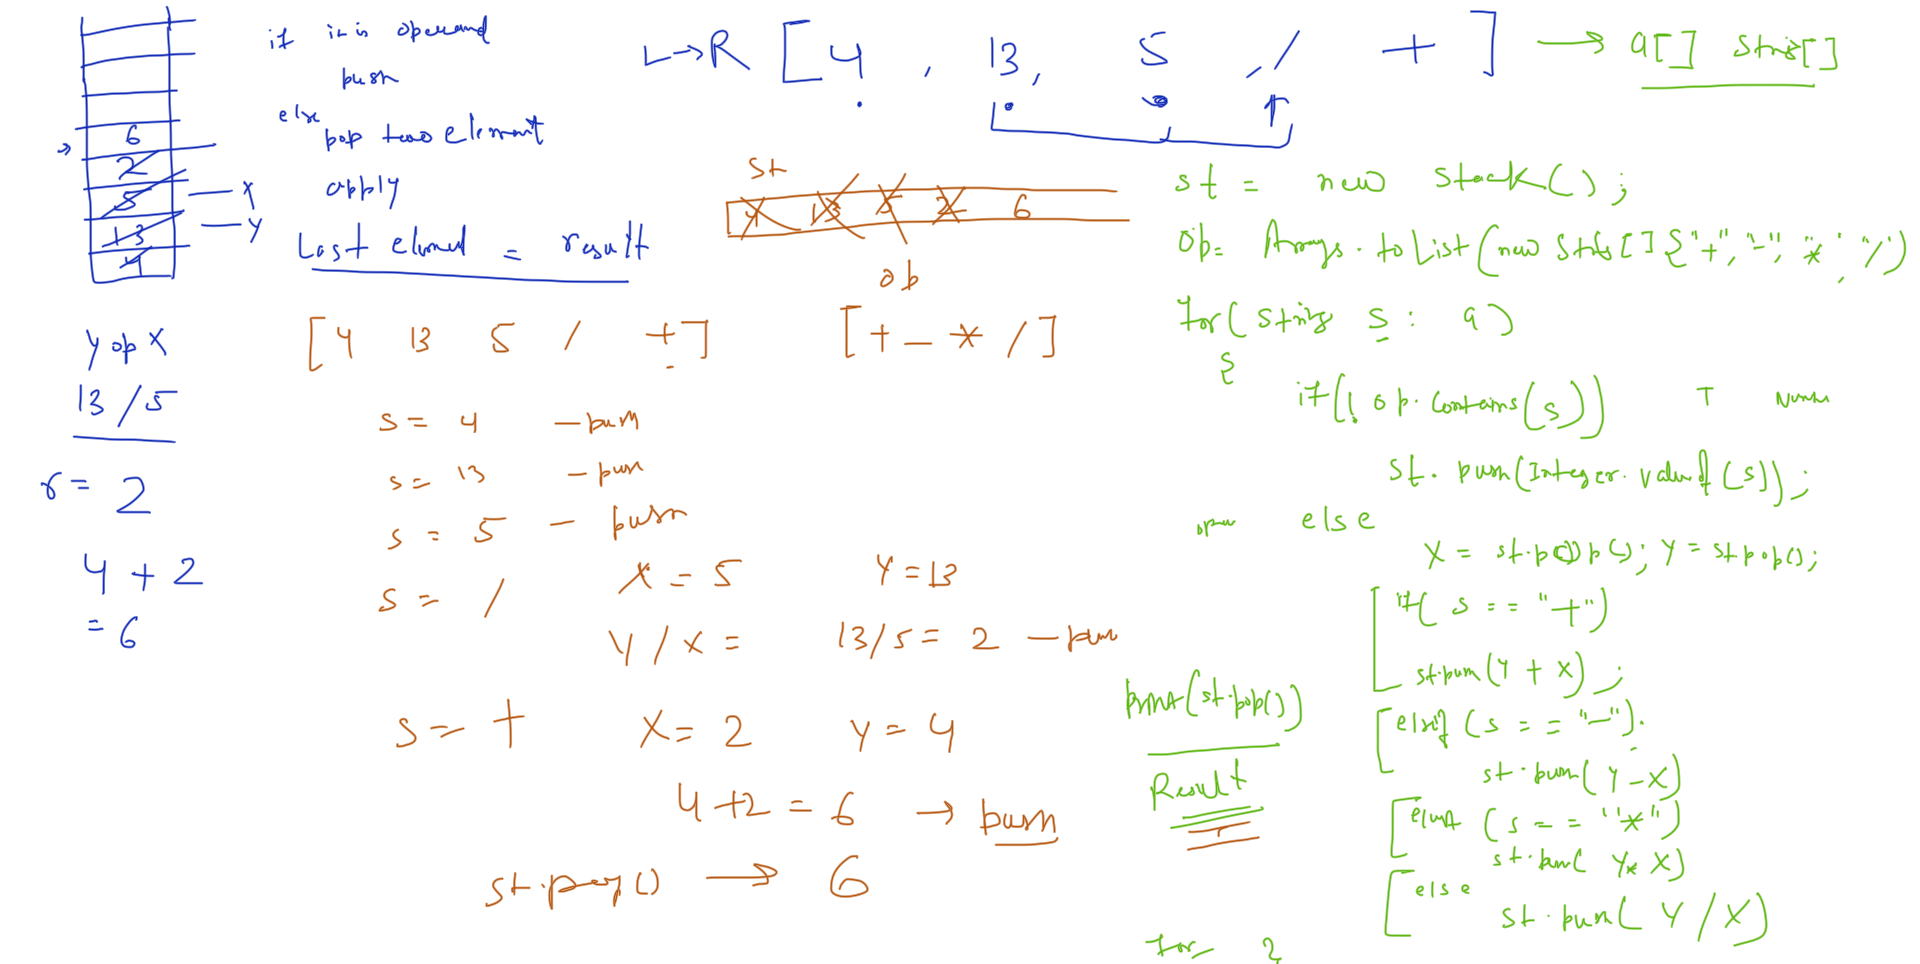 if it is operand
push
else
pop two element
apply
Last element = result
6
2
5
13
4
X
Y
Y op X
13 / 5
r = 2
4 + 2
= 6
L→R [ 4 , 13, 5 , / + ] → a[] String[]
st
4 13 5 2 6
op
[ 4 13 5 / + ] [ + - * / ]
s = 4 - push
s = 13 - push
s = 5 - push
s = / X = 5 Y = 13
Y / X = 13/5 = 2 - push
s = + X = 2 Y = 4
4 + 2 = 6 → push
st.pop() → 6
st = new Stack();
op = Arrays.toList(new String[]{"+", "-", "*", "/")
for( String s : a )
{
if(! op.contains(s)) T Number
st.push(Integer.valueOf(s));
else
X = st.pop(); Y = st.pop();
if( s == "+")
st.push(Y + X) ;
elseif (s == "-").
st.push( Y - X)
elseif (s == "*")
st.push( Y * X)
else
st.push( Y / X)
print(st.pop())
Result
for